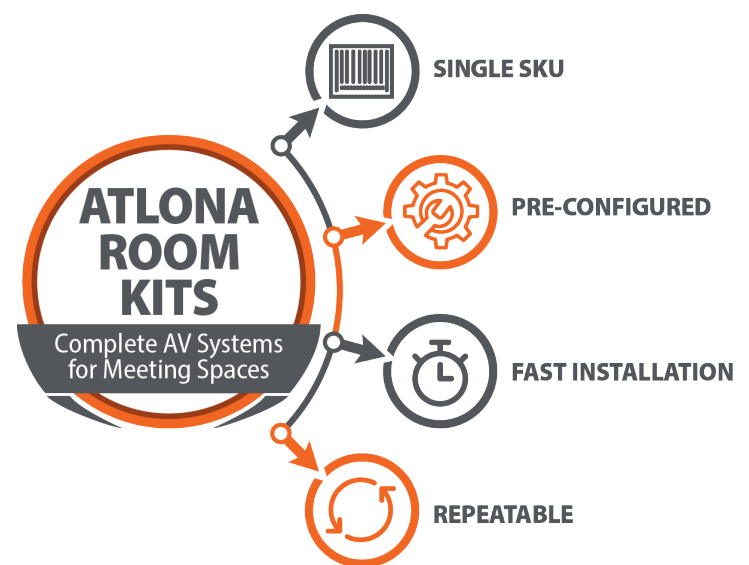 ATLONA
ROOM
KITS
Complete AV Systems
for Meeting Spaces
SINGLE SKU
PRE-CONFIGURED
FAST INSTALLATION
REPEATABLE